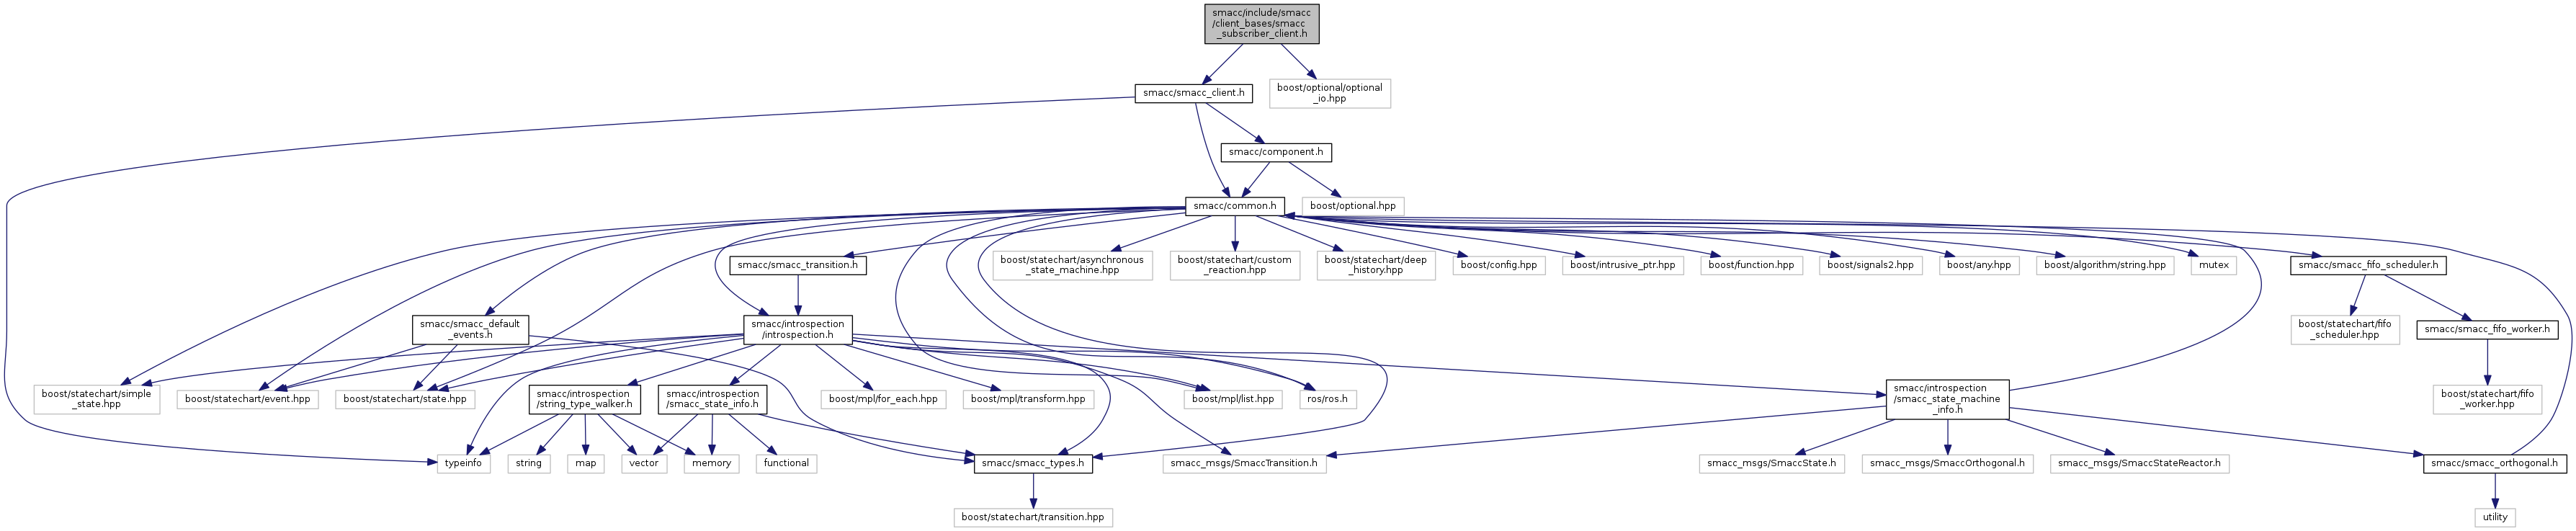 smacc/include/smacc
/client_bases/smacc
_subscriber_client.h
smacc/smacc_client.h
boost/optional/optional
_io.hpp
smacc/component.h
smacc/common.h
boost/optional.hpp
smacc/smacc_transition.h
boost/statechart/asynchronous
_state_machine.hpp
boost/statechart/custom
_reaction.hpp
boost/statechart/deep
_history.hpp
boost/config.hpp
boost/intrusive_ptr.hpp
boost/function.hpp
boost/signals2.hpp
boost/any.hpp
boost/algorithm/string.hpp
mutex
smacc/smacc_fifo_scheduler.h
smacc/smacc_default
_events.h
smacc/introspection
/introspection.h
boost/statechart/fifo
_scheduler.hpp
smacc/smacc_fifo_worker.h
boost/statechart/simple
_state.hpp
boost/statechart/event.hpp
boost/statechart/state.hpp
smacc/introspection
/string_type_walker.h
smacc/introspection
/smacc_state_info.h
boost/mpl/for_each.hpp
boost/mpl/transform.hpp
boost/mpl/list.hpp
ros/ros.h
smacc/introspection
/smacc_state_machine
_info.h
boost/statechart/fifo
_worker.hpp
typeinfo
string
map
vector
memory
functional
smacc/smacc_types.h
smacc_msgs/SmaccTransition.h
smacc_msgs/SmaccState.h
smacc_msgs/SmaccOrthogonal.h
smacc_msgs/SmaccStateReactor.h
smacc/smacc_orthogonal.h
boost/statechart/transition.hpp
utility